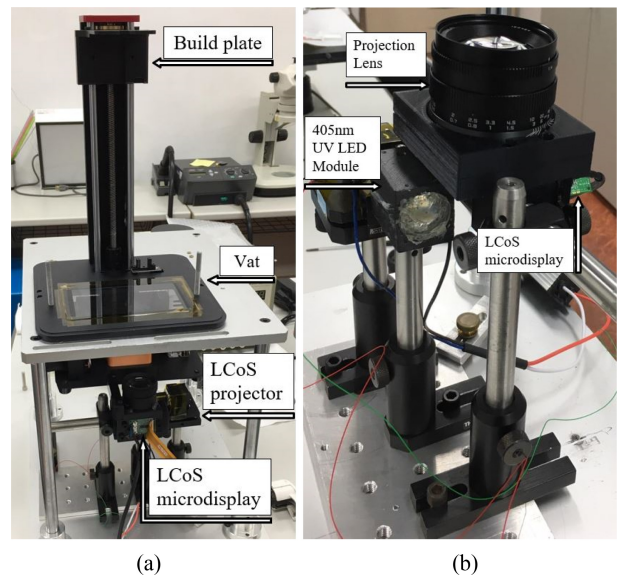 Build plate
Vat
LCoS
projector
LCoS
microdisplay
(a)
Projection
Lens
405nm
UV LED
Module
LCoS
microdisplay
(b)